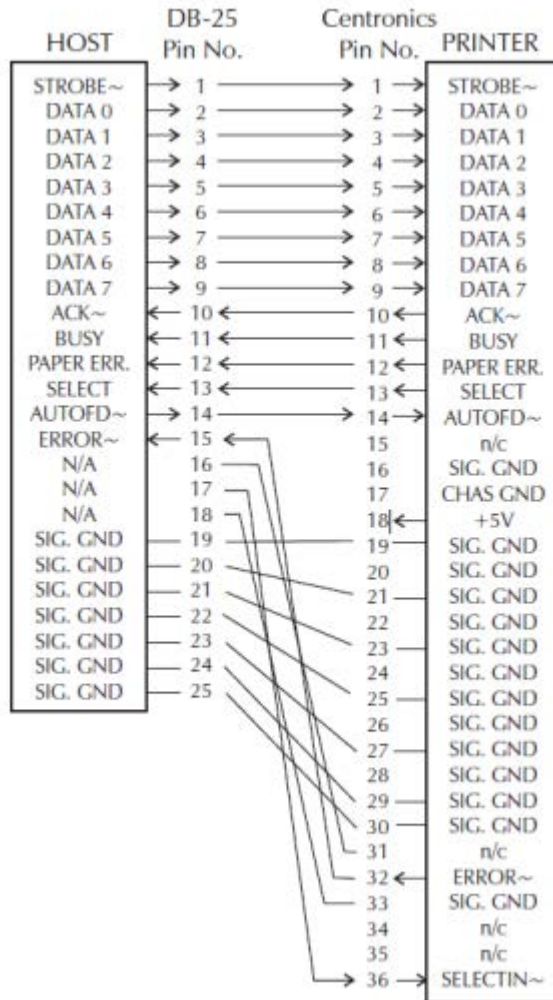 DB-25 Centronics
HOST Pin No. Pin No. PRINTER
STROBE~ 1 1 STROBE~
DATA 0 2 2 DATA 0
DATA 1 3 3 DATA 1
DATA 2 4 4 DATA 2
DATA 3 5 5 DATA 3
DATA 4 6 6 DATA 4
DATA 5 7 7 DATA 5
DATA 6 8 8 DATA 6
DATA 7 9 9 DATA 7
ACK~ 10 10 ACK~
BUSY 11 11 BUSY
PAPER ERR. 12 12 PAPER ERR.
SELECT 13 13 SELECT
AUTOFD~ 14 14 AUTOFD~
ERROR~ 15 15 n/c
N/A 16 16 SIG. GND
N/A 17 17 CHAS GND
N/A 18 18 +5V
SIG. GND 19 19 SIG. GND
SIG. GND 20 20 SIG. GND
SIG. GND 21 21 SIG. GND
SIG. GND 22 22 SIG. GND
SIG. GND 23 23 SIG. GND
SIG. GND 24 24 SIG. GND
SIG. GND 25 25 SIG. GND
26 SIG. GND
27 SIG. GND
28 SIG. GND
29 SIG. GND
30 SIG. GND
31 n/c
32 ERROR~
33 SIG. GND
34 n/c
35 n/c
36 SELECTIN~